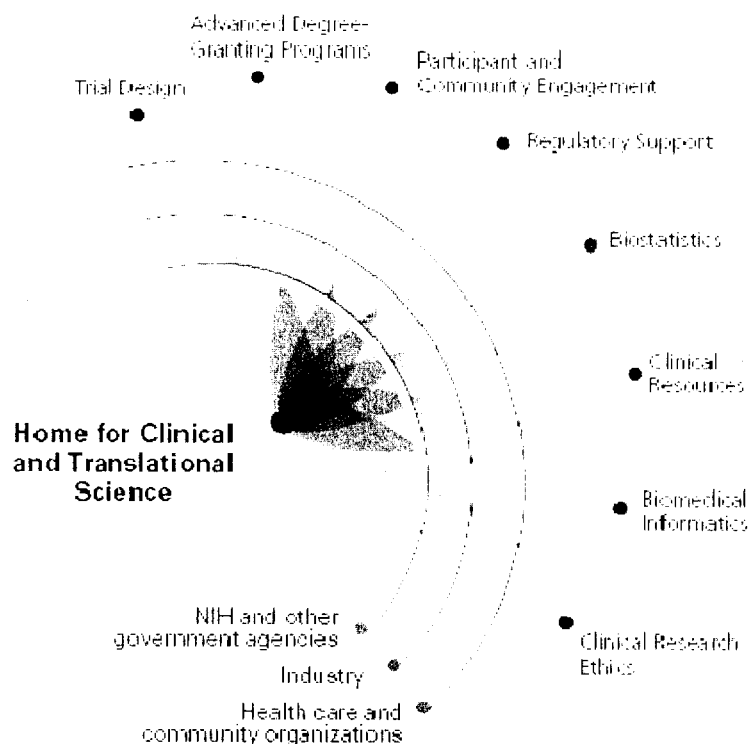 Advanced Degree-
Granting Programs
Trial Design
Participant and
Community Engagement
Regulatory Support
Biostatistics
Clinical
Resources
Home for Clinical
and Translational
Science
Biomedical
Informatics
NIH and other
government agencies
Clinical Research
Ethics
Industry
Health care and
community organizations